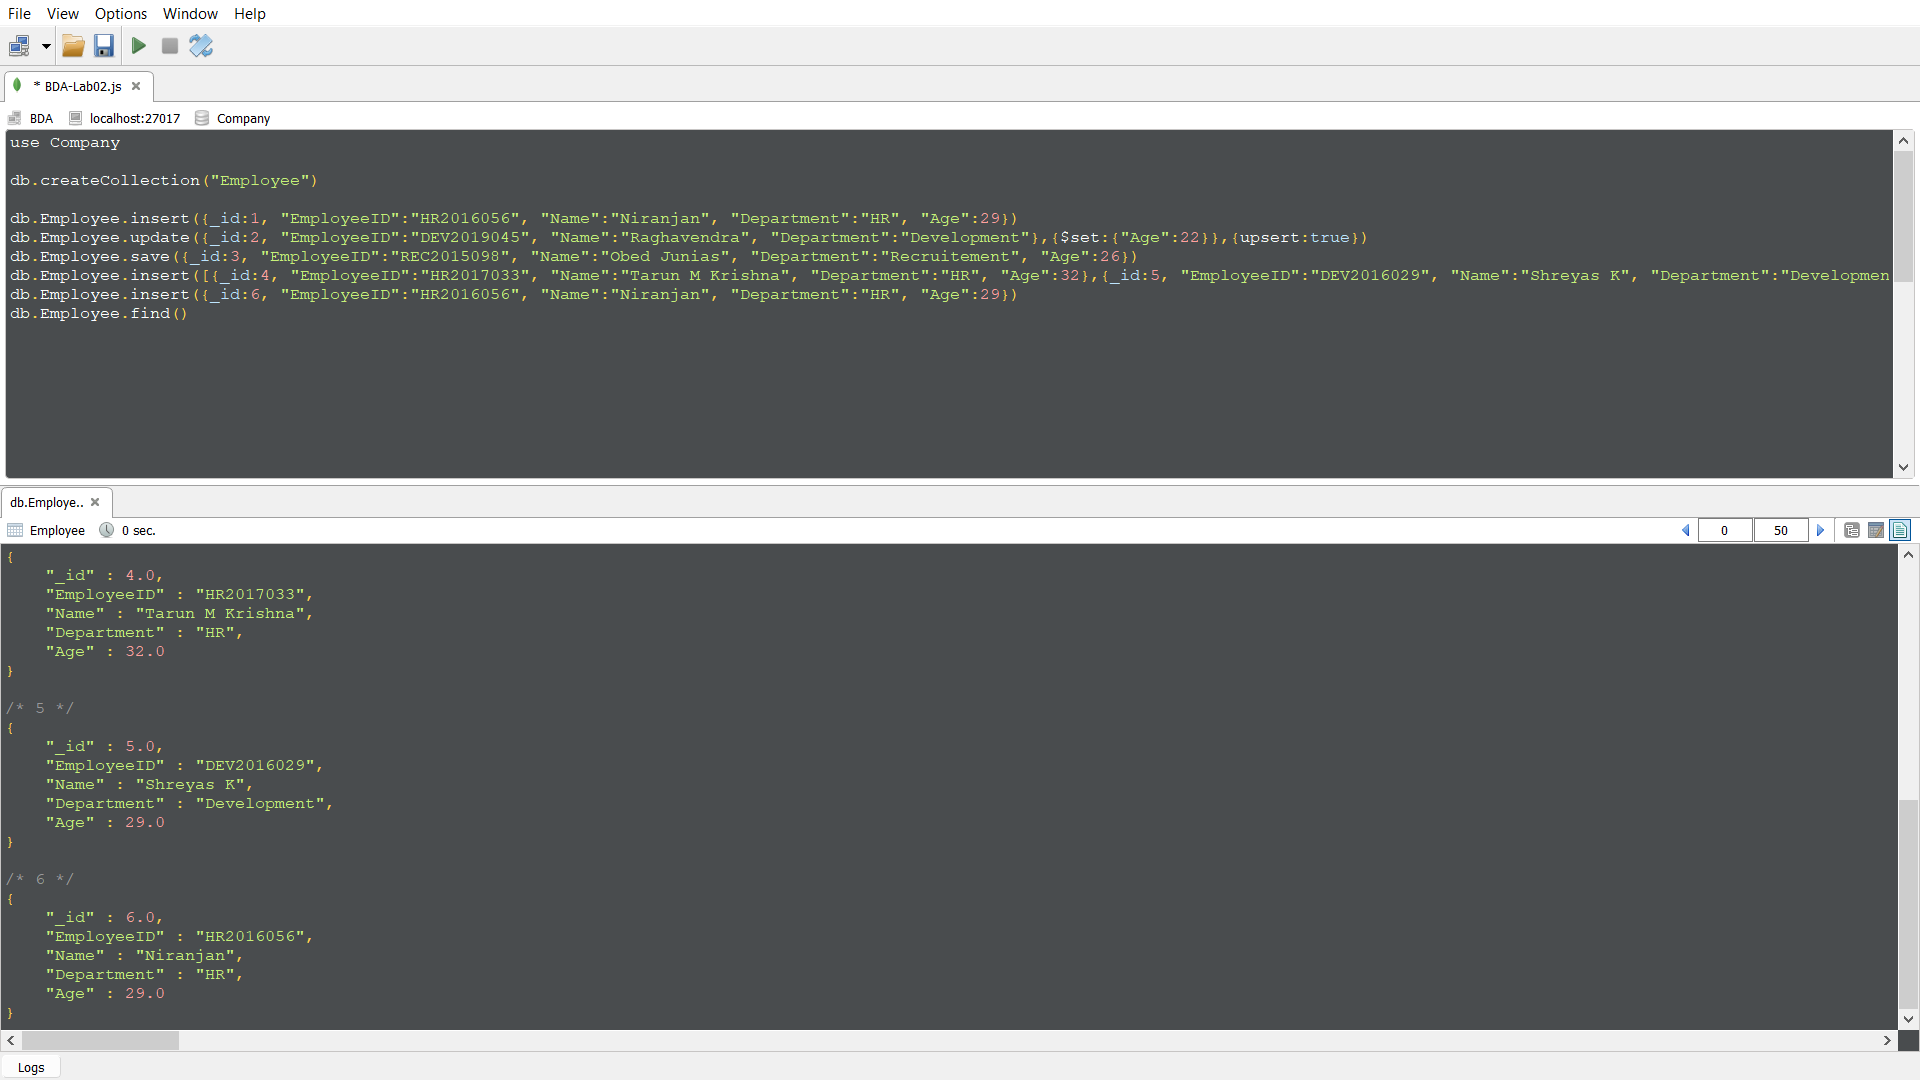 File View Options Window Help
* BDA-Lab02.js
BDA localhost:27017 Company
use Company
db.createCollection("Employee")
db.Employee.insert({_id:1, "EmployeeID":"HR2016056", "Name":"Niranjan", "Department":"HR", "Age":29})
db.Employee.update({_id:2, "EmployeeID":"DEV2019045", "Name":"Raghavendra", "Department":"Development"},{$set:{"Age":22}},{upsert:true})
db.Employee.save({_id:3, "EmployeeID":"REC2015098", "Name":"Obed Junias", "Department":"Recruitement", "Age":26})
db.Employee.insert([{_id:4, "EmployeeID":"HR2017033", "Name":"Tarun M Krishna", "Department":"HR", "Age":32},{_id:5, "EmployeeID":"DEV2016029", "Name":"Shreyas K", "Department":"Developmen
db.Employee.insert({_id:6, "EmployeeID":"HR2016056", "Name":"Niranjan", "Department":"HR", "Age":29})
db.Employee.find()
db.Employe..
Employee 0 sec. 0 50
{
"_id" : 4.0,
"EmployeeID" : "HR2017033",
"Name" : "Tarun M Krishna",
"Department" : "HR",
"Age" : 32.0
}
/* 5 */
{
"_id" : 5.0,
"EmployeeID" : "DEV2016029",
"Name" : "Shreyas K",
"Department" : "Development",
"Age" : 29.0
}
/* 6 */
{
"_id" : 6.0,
"EmployeeID" : "HR2016056",
"Name" : "Niranjan",
"Department" : "HR",
"Age" : 29.0
}
Logs